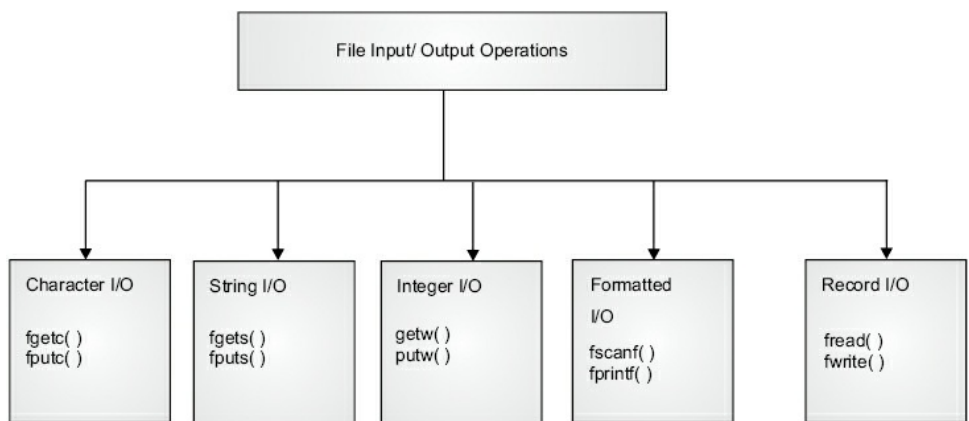 File Input/ Output Operations
Character I/O
fgetc( )
fputc( )
String I/O
fgets( )
fputs( )
Integer I/O
getw( )
putw( )
Formatted
I/O
fscanf( )
fprintf( )
Record I/O
fread( )
fwrite( )